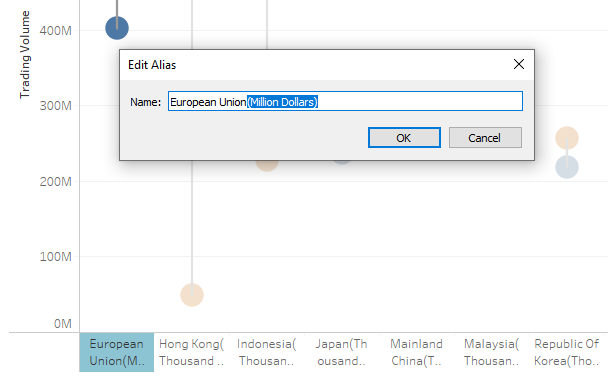 Trading Volume
400M
300M
200M
100M
0M
Edit Alias
Name:
European Union(Million Dollars)
OK
Cancel
European
Union(M..
Hong Kong(
Thousand ..
Indonesia(
Thousan..
Japan(Th
ousand..
Mainland
China(T..
Malaysia(
Thousan..
Republic Of
Korea(Tho..